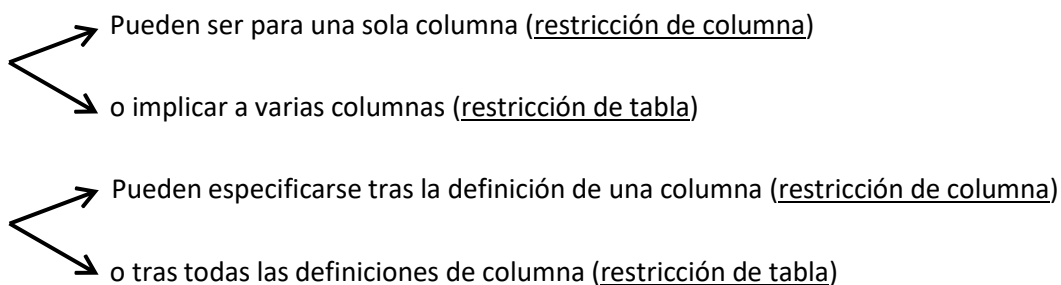 Pueden ser para una sola columna (restricción de columna)
o implicar a varias columnas (restricción de tabla)
Pueden especificarse tras la definición de una columna (restricción de columna)
o tras todas las definiciones de columna (restricción de tabla)